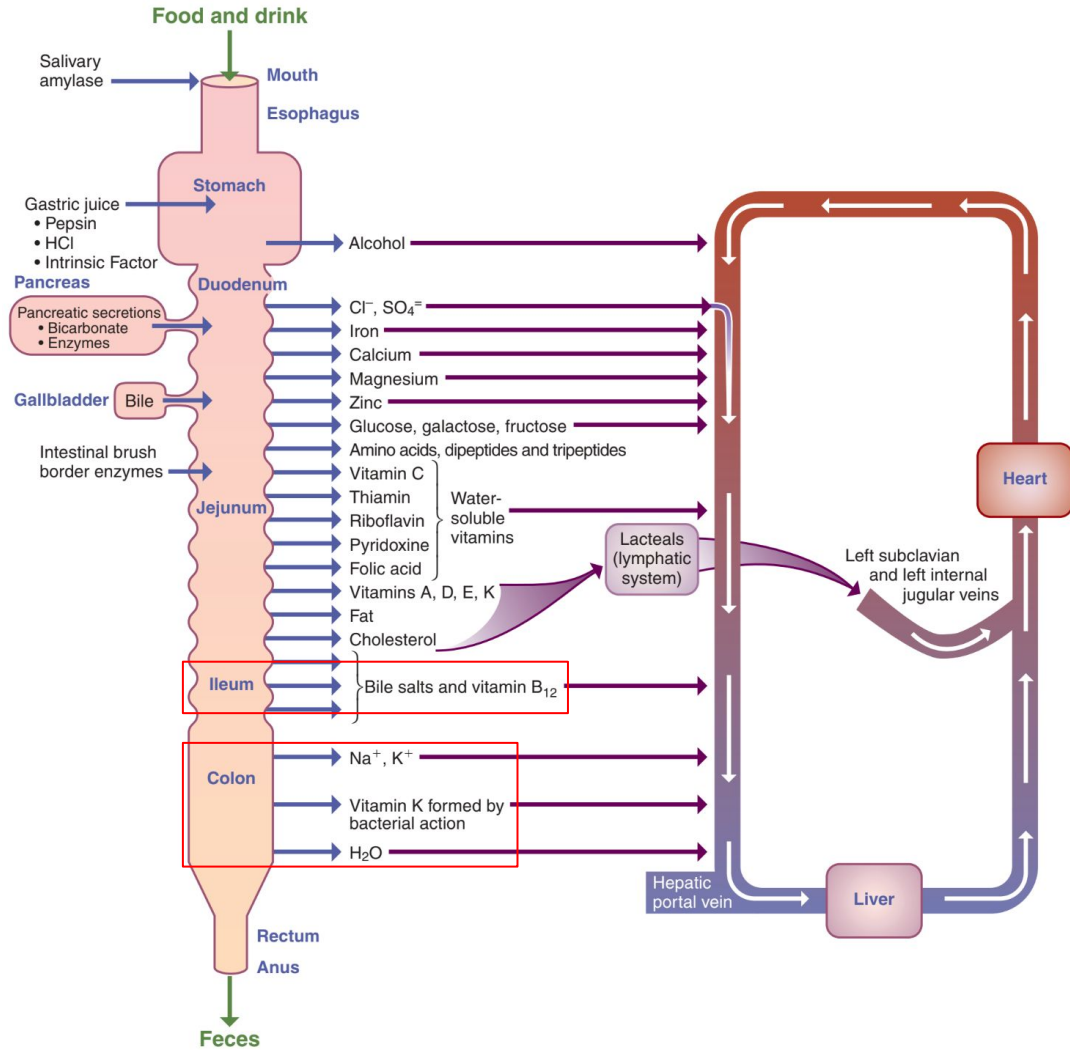 Food and drink
Salivary
amylase
Mouth
Esophagus
Stomach
Gastric juice
• Pepsin
• HCl
• Intrinsic Factor
Alcohol
Pancreas
Duodenum
Pancreatic secretions
• Bicarbonate
• Enzymes
Cl⁻, SO₄⁼
Iron
Calcium
Magnesium
Gallbladder
Bile
Zinc
Glucose, galactose, fructose
Intestinal brush
border enzymes
Amino acids, dipeptides and tripeptides
Jejunum
Vitamin C
Thiamin
Riboflavin
Pyridoxine
Folic acid
Water-
soluble
vitamins
Vitamins A, D, E, K
Fat
Cholesterol
Lacteals
(lymphatic
system)
Left subclavian
and left internal
jugular veins
Heart
Ileum
Bile salts and vitamin B₁₂
Colon
Na⁺, K⁺
Vitamin K formed by
bacterial action
H₂O
Hepatic
portal vein
Liver
Rectum
Anus
Feces